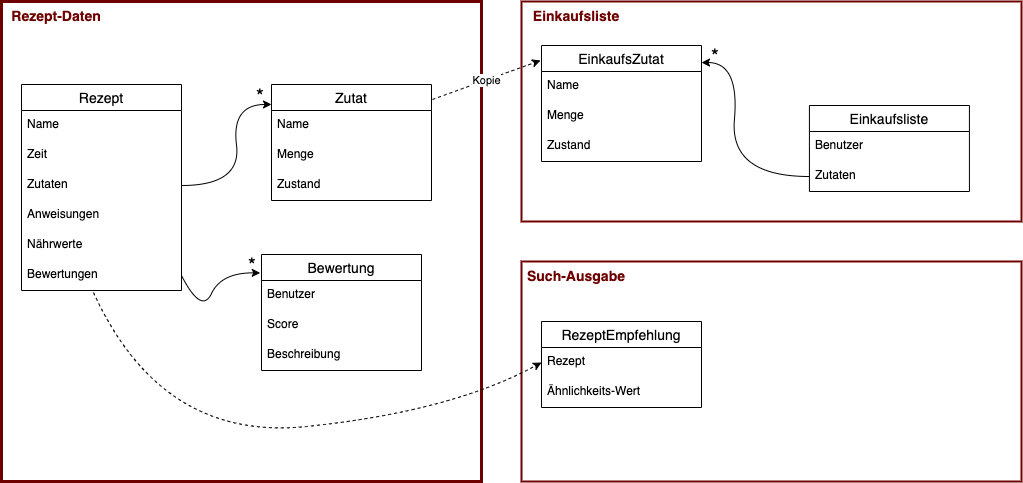 Rezept-Daten
Rezept
Name
Zeit
Zutaten
Anweisungen
Nährwerte
Bewertungen
*
Zutat
Name
Menge
Zustand
*
Bewertung
Benutzer
Score
Beschreibung
Kopie
Einkaufsliste
EinkaufsZutat
Name
Menge
Zustand
*
Einkaufsliste
Benutzer
Zutaten
Such-Ausgabe
RezeptEmpfehlung
Rezept
Ähnlichkeits-Wert